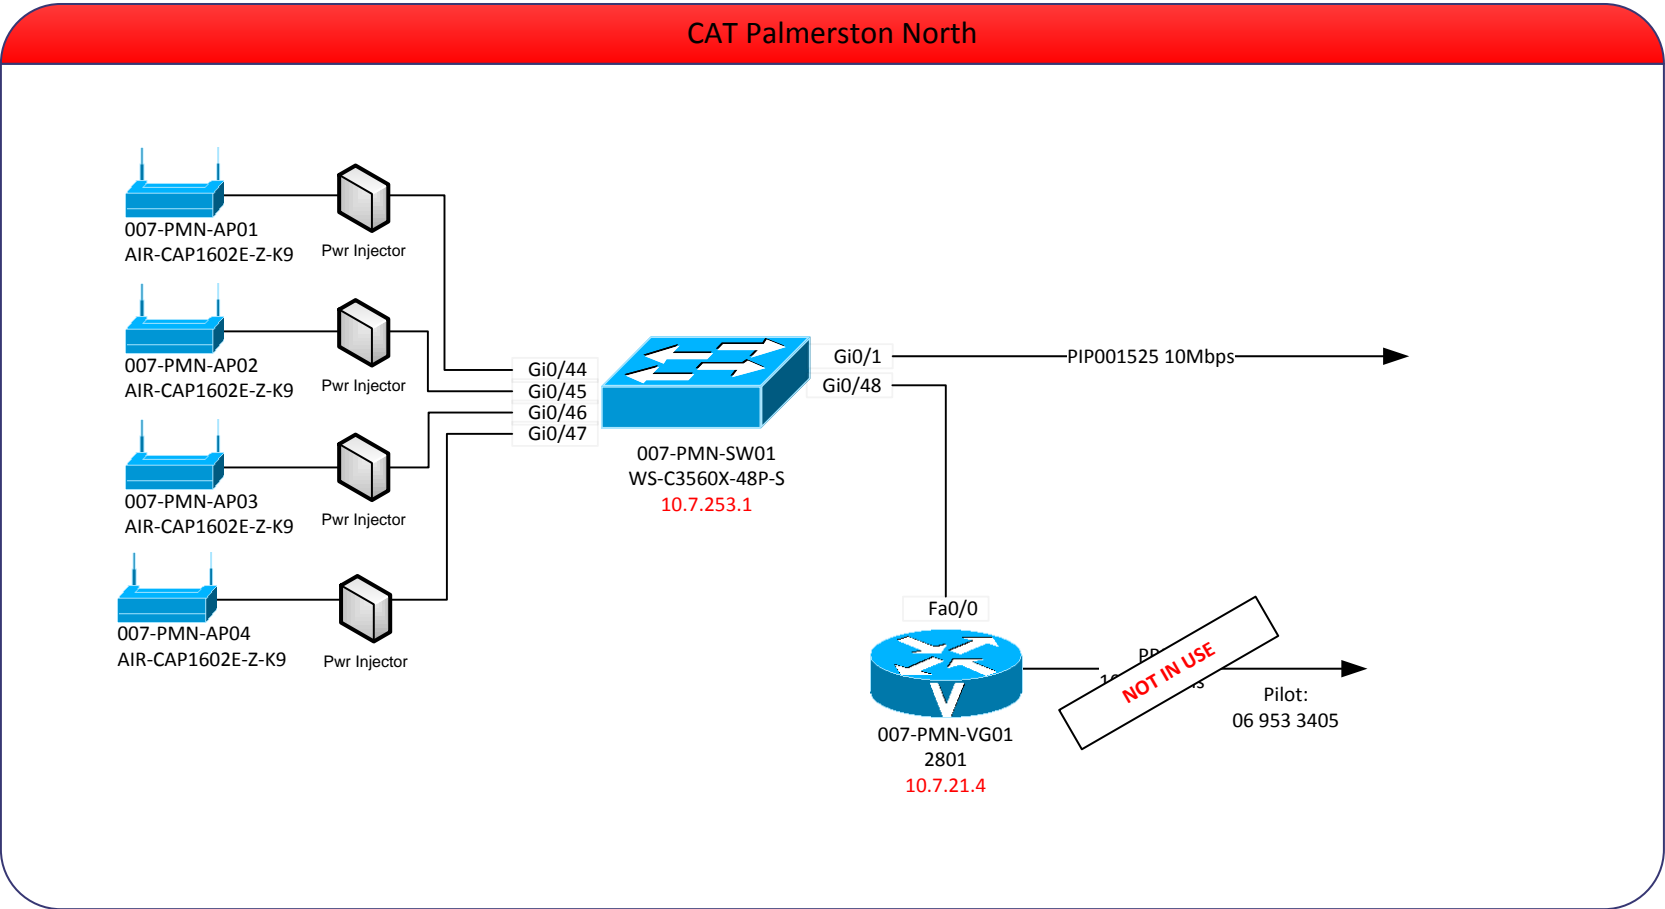 CAT Palmerston North
007-PMN-AP01
AIR-CAP1602E-Z-K9
Pwr Injector
007-PMN-AP02
AIR-CAP1602E-Z-K9
Pwr Injector
007-PMN-AP03
AIR-CAP1602E-Z-K9
Pwr Injector
007-PMN-AP04
AIR-CAP1602E-Z-K9
Pwr Injector
Gi0/44
Gi0/45
Gi0/46
Gi0/47
007-PMN-SW01
WS-C3560X-48P-S
10.7.253.1
Gi0/1
Gi0/48
PIP001525 10Mbps
Fa0/0
V
007-PMN-VG01
2801
10.7.21.4
NOT IN USE
Pilot:
06 953 3405